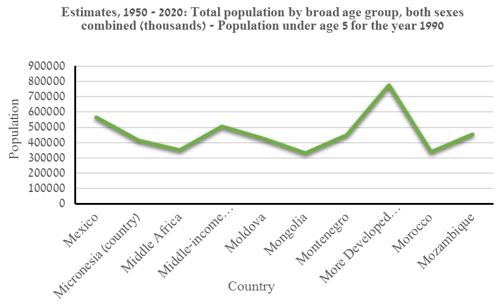 Estimates, 1950 - 2020: Total population by broad age group, both sexes
combined (thousands) - Population under age 5 for the year 1990
900000
800000
700000
600000
500000
400000
300000
200000
100000
0
Population
Mexico
Micronesia (country)
Middle Africa
Middle-income…
Moldova
Mongolia
Montenegro
More Developed…
Morocco
Mozambique
Country